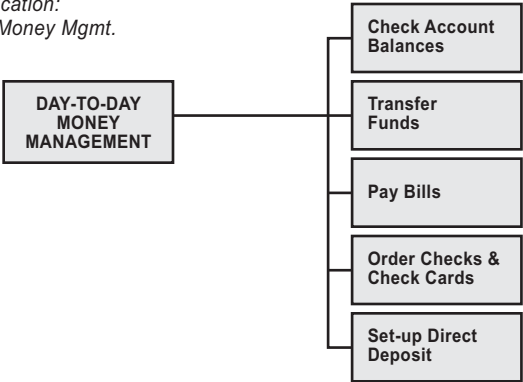 Money Mgmt.
DAY-TO-DAY
MONEY
MANAGEMENT
Check Account
Balances
Transfer
Funds
Pay Bills
Order Checks &
Check Cards
Set-up Direct
Deposit